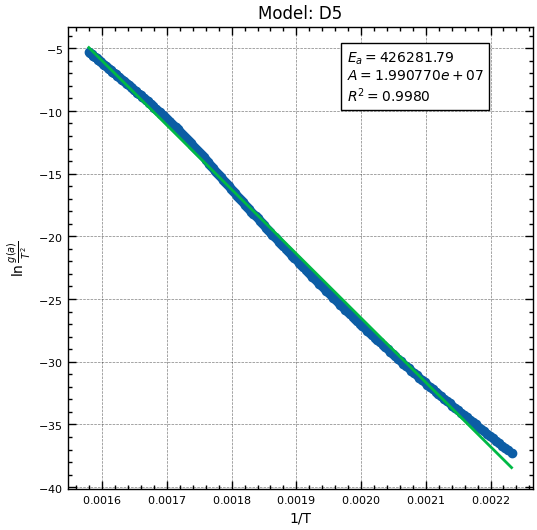 Model: D5
E_a = 426281.79
A = 1.990770e + 07
R^2 = 0.9980
ln g(a)/T^2
−5
−10
−15
−20
−25
−30
−35
−40
0.0016 0.0017 0.0018 0.0019 0.0020 0.0021 0.0022
1/T